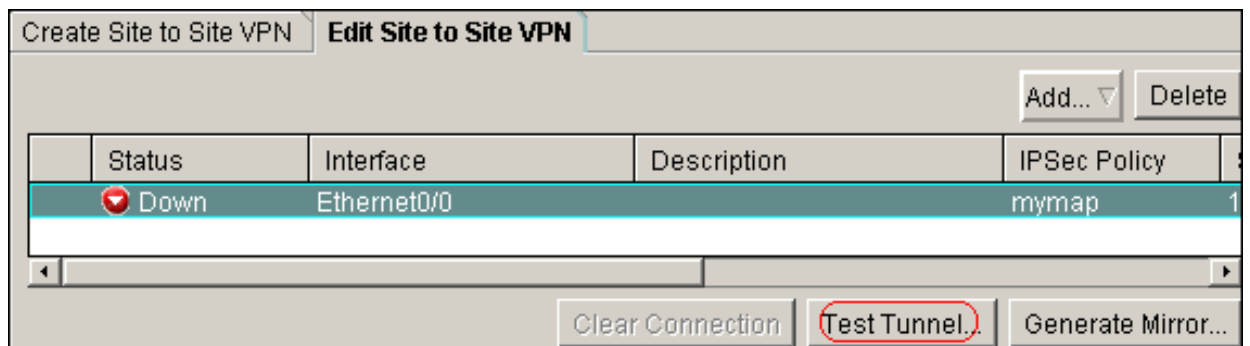 Create Site to Site VPN Edit Site to Site VPN
Add... Delete
Status Interface Description IPSec Policy
Down Ethernet0/0 mymap 1
Clear Connection Test Tunnel... Generate Mirror...